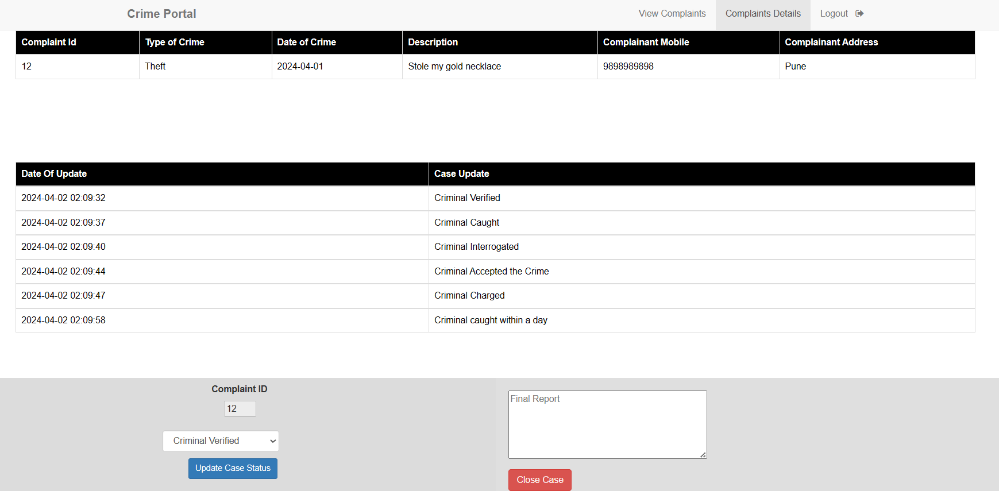 Crime Portal View Complaints Complaints Details Logout
Complaint Id Type of Crime Date of Crime Description Complainant Mobile Complainant Address
12 Theft 2024-04-01 Stole my gold necklace 9898989898 Pune
Date Of Update Case Update
2024-04-02 02:09:32 Criminal Verified
2024-04-02 02:09:37 Criminal Caught
2024-04-02 02:09:40 Criminal Interrogated
2024-04-02 02:09:44 Criminal Accepted the Crime
2024-04-02 02:09:47 Criminal Charged
2024-04-02 02:09:58 Criminal caught within a day
Complaint ID
12
Criminal Verified
Update Case Status
Final Report
Close Case